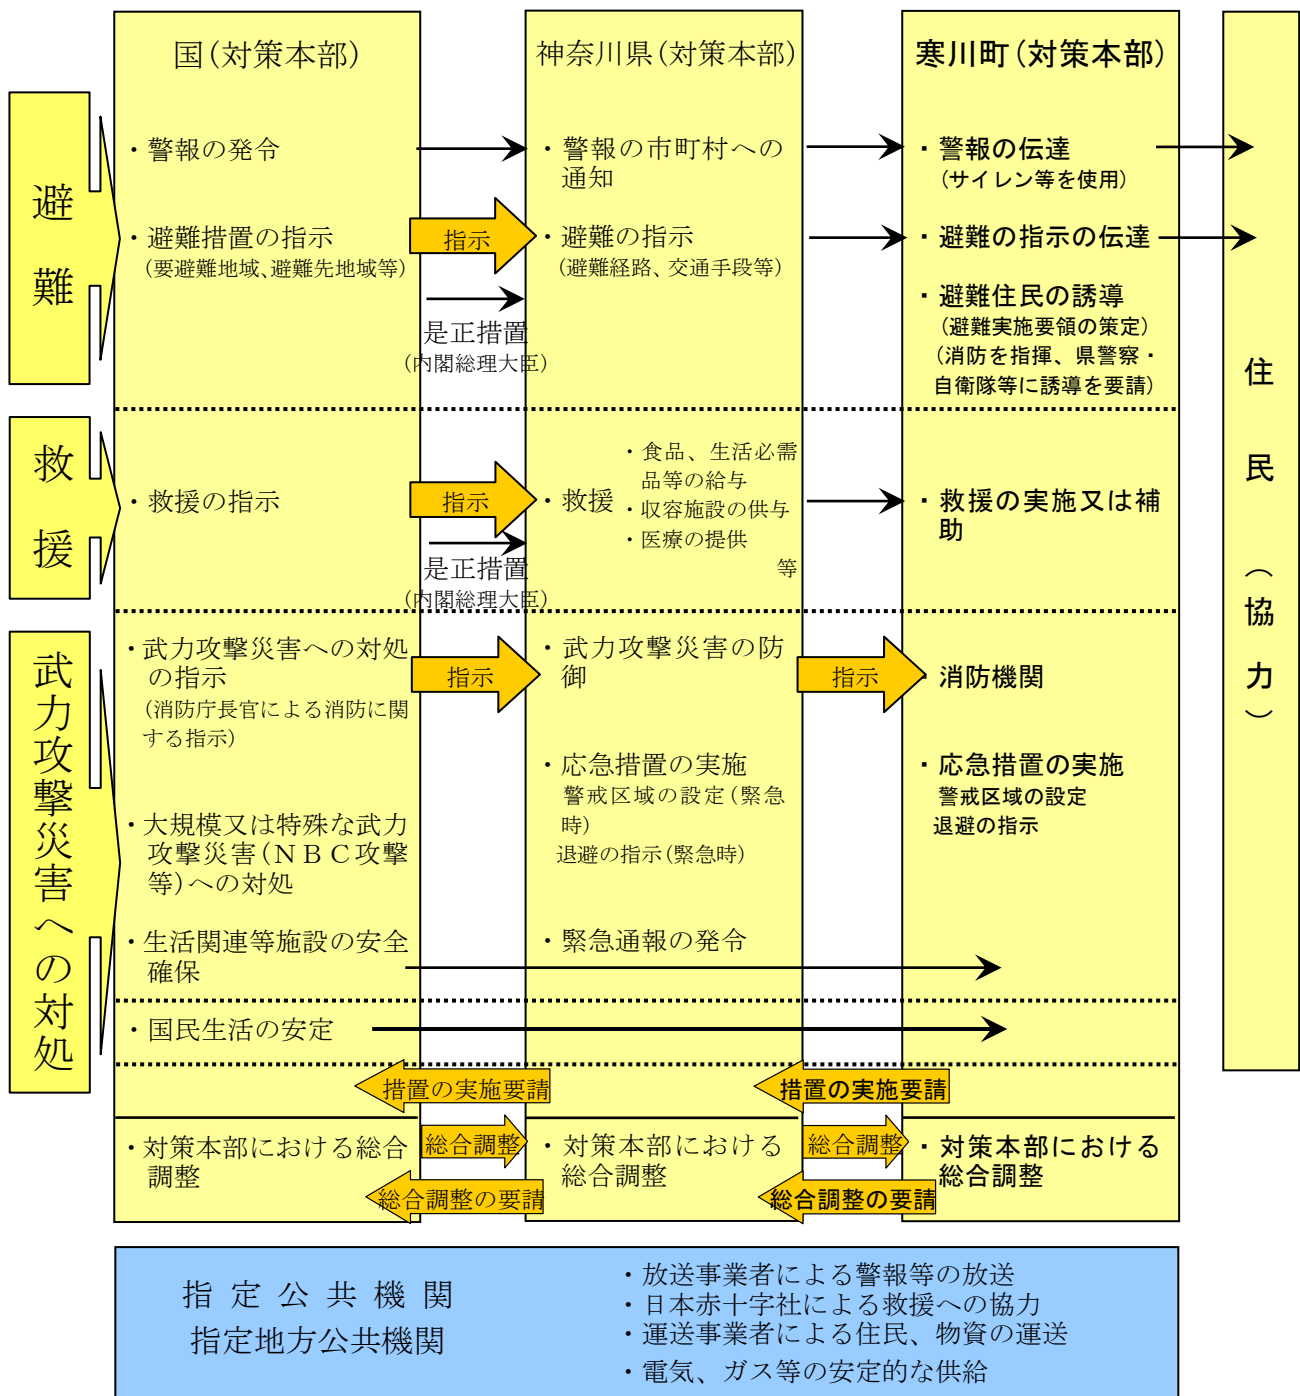 国(対策本部)
神奈川県(対策本部)
寒川町(対策本部)
避難
・警報の発令
・警報の市町村への
通知
・警報の伝達
(サイレン等を使用)
・避難措置の指示
(要避難地域、避難先地域等)
指示
・避難の指示
(避難経路、交通手段等)
・避難の指示の伝達
是正措置
(内閣総理大臣)
・避難住民の誘導
(避難実施要領の策定)
(消防を指揮、県警察・
自衛隊等に誘導を要請)
救援
・救援の指示
指示
・救援
・食品、生活必需
品等の給与
・収容施設の供与
・医療の提供
等
・救援の実施又は補
助
是正措置
(内閣総理大臣)
武力攻撃災害への対処
・武力攻撃災害への対処
の指示
(消防庁長官による消防に関
する指示)
指示
・武力攻撃災害の防
御
指示
・消防機関
・応急措置の実施
警戒区域の設定(緊急
時)
退避の指示(緊急時)
・応急措置の実施
警戒区域の設定
退避の指示
・大規模又は特殊な武力
攻撃災害(NBC攻撃
等)への対処
・生活関連等施設の安全
確保
・緊急通報の発令
・国民生活の安定
措置の実施要請
措置の実施要請
・対策本部における総合
調整
総合調整
・対策本部における
総合調整
総合調整
・対策本部における
総合調整
総合調整の要請
総合調整の要請
住民(協力)
指定公共機関
指定地方公共機関
・放送事業者による警報等の放送
・日本赤十字社による救援への協力
・運送事業者による住民、物資の運送
・電気、ガス等の安定的な供給